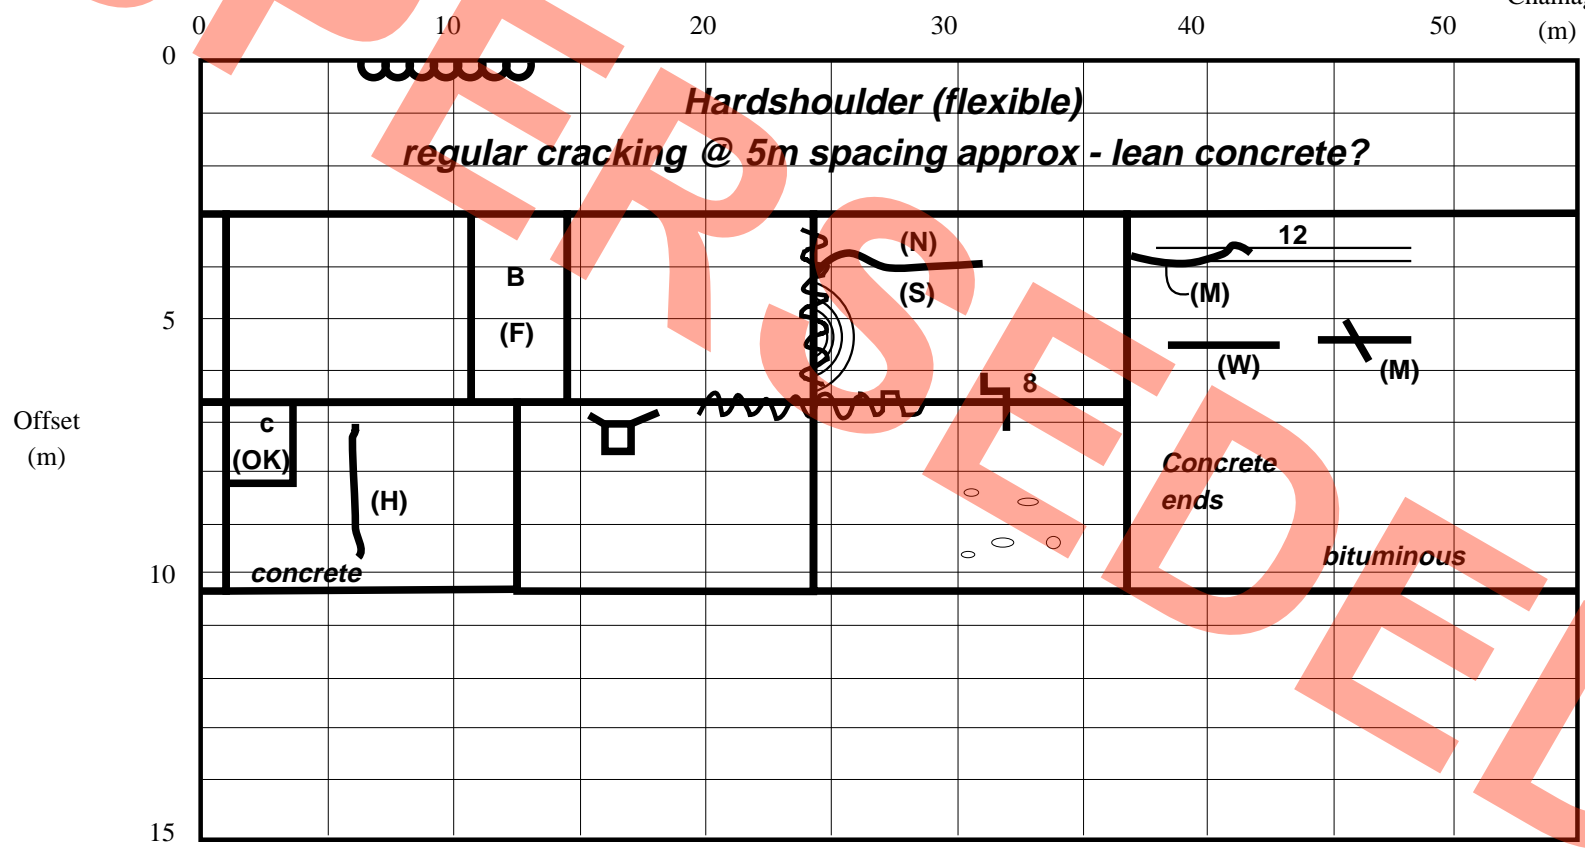 Chainage
0 10 20 30 40 50 (m)
0
Hardshoulder (flexible)
regular cracking @ 5m spacing approx - lean concrete?
12
(N)
B
(S)
(M)
5
(F)
(W)
(M)
8
Offset
(m)
c
(OK)
(H)
Concrete
ends
bituminous
10
concrete
15
SUPERSEDED